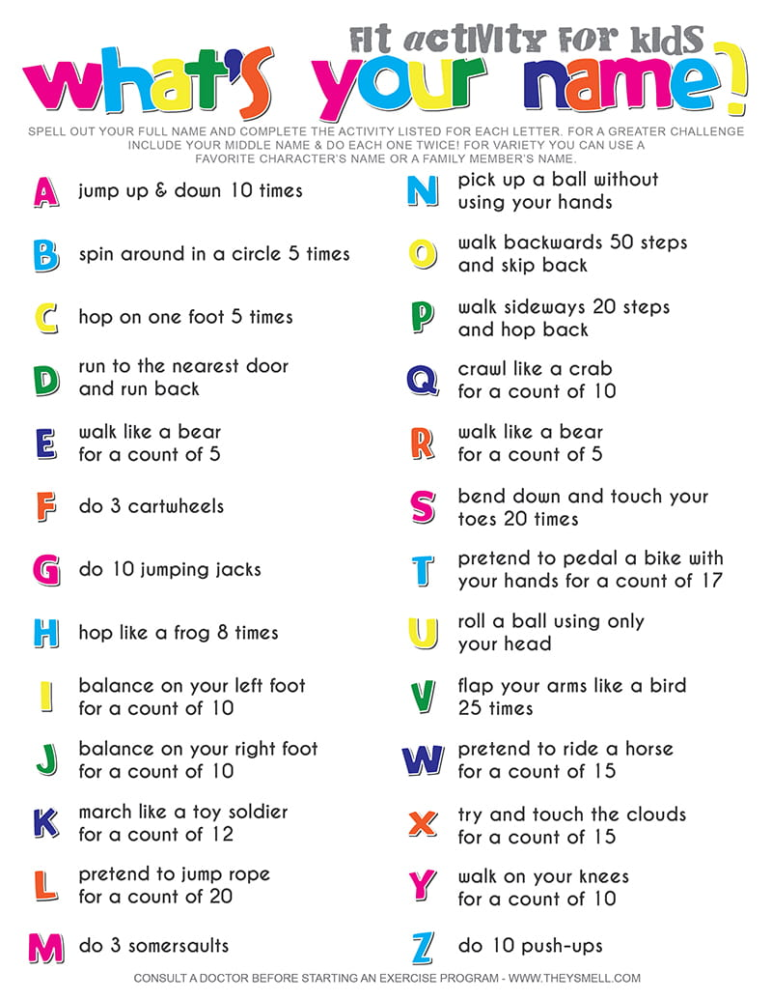 Fit Activity For Kids
what's your name?
SPELL OUT YOUR FULL NAME AND COMPLETE THE ACTIVITY LISTED FOR EACH LETTER. FOR A GREATER CHALLENGE
INCLUDE YOUR MIDDLE NAME & DO EACH ONE TWICE! FOR VARIETY YOU CAN USE A
FAVORITE CHARACTER'S NAME OR A FAMILY MEMBER'S NAME.
A jump up & down 10 times
B spin around in a circle 5 times
C hop on one foot 5 times
D run to the nearest door
and run back
E walk like a bear
for a count of 5
F do 3 cartwheels
G do 10 jumping jacks
H hop like a frog 8 times
I balance on your left foot
for a count of 10
J balance on your right foot
for a count of 10
K march like a toy soldier
for a count of 12
L pretend to jump rope
for a count of 20
M do 3 somersaults
N pick up a ball without
using your hands
O walk backwards 50 steps
and skip back
P walk sideways 20 steps
and hop back
Q crawl like a crab
for a count of 10
R walk like a bear
for a count of 5
S bend down and touch your
toes 20 times
T pretend to pedal a bike with
your hands for a count of 17
U roll a ball using only
your head
V flap your arms like a bird
25 times
W pretend to ride a horse
for a count of 15
X try and touch the clouds
for a count of 15
Y walk on your knees
for a count of 10
Z do 10 push-ups
CONSULT A DOCTOR BEFORE STARTING AN EXERCISE PROGRAM - WWW.THEYSMELL.COM